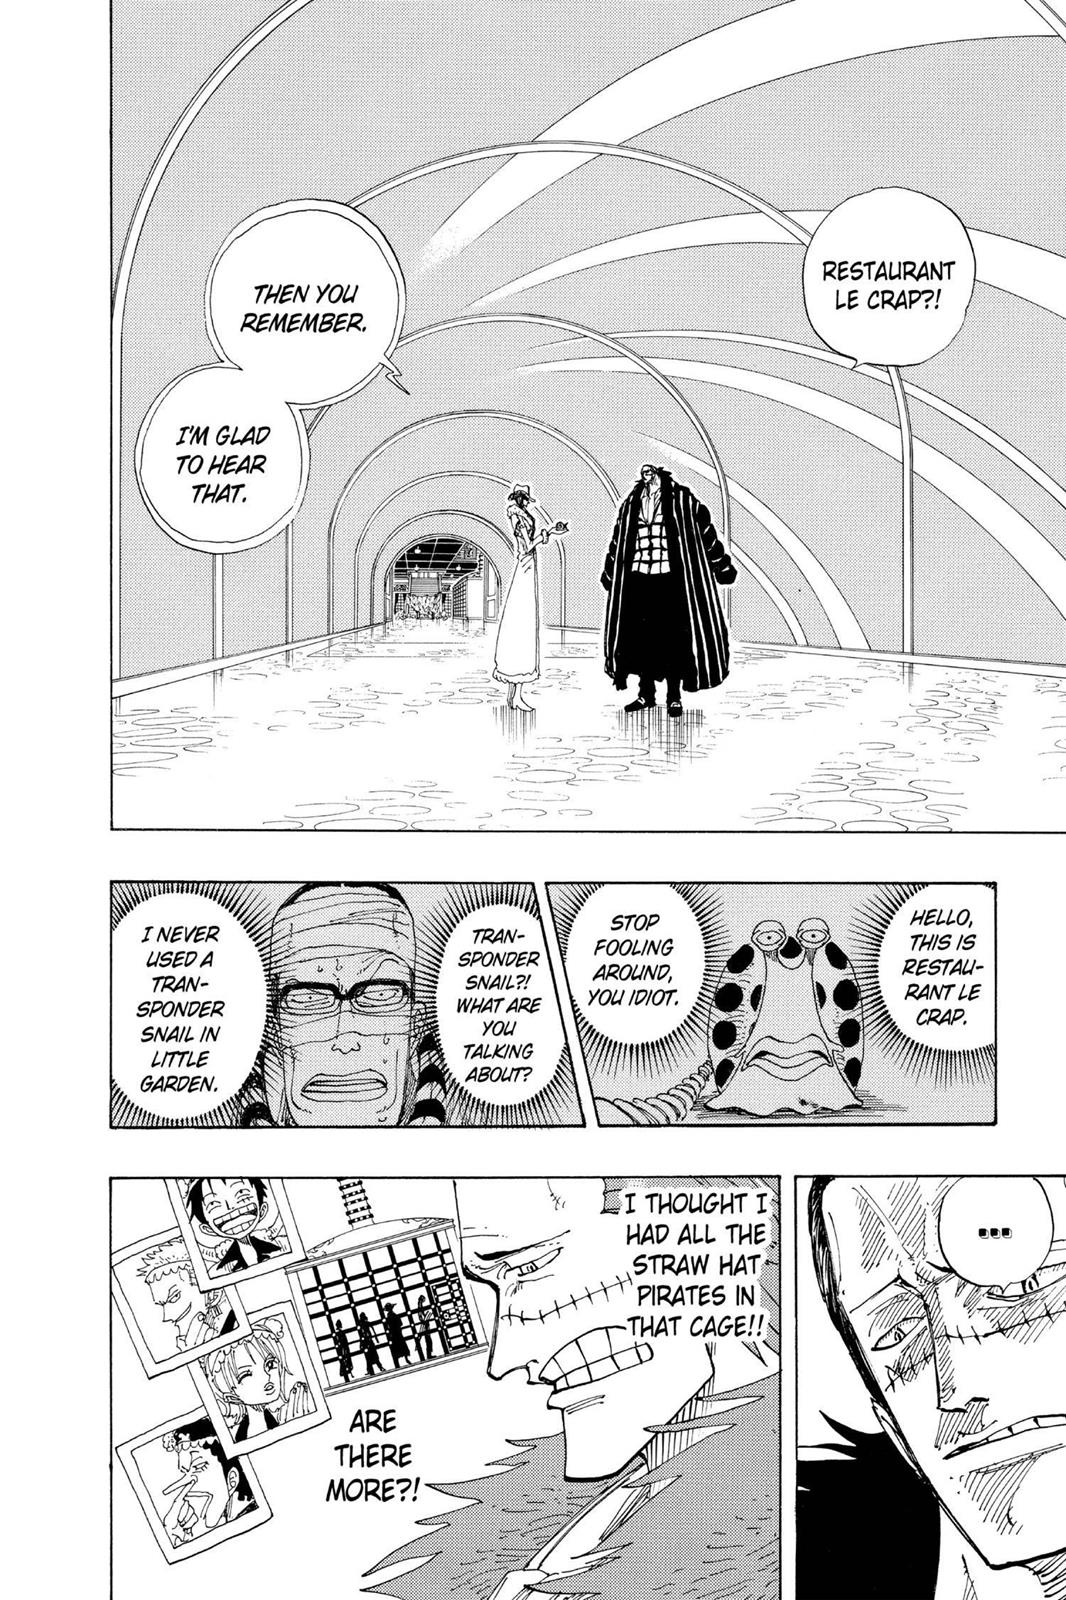 RESTAURANT
LE CRAP?!
THEN YOU
REMEMBER.
I'M GLAD
TO HEAR
THAT.
HELLO,
THIS IS
RESTAU-
RANT LE
CRAP.
STOP
FOOLING
AROUND,
YOU IDIOT.
TRAN-
SPONDER
SNAIL?!
WHAT ARE
YOU
TALKING
ABOUT?
I NEVER
USED A
TRAN-
SPONDER
SNAIL IN
LITTLE
GARDEN.
...
I THOUGHT I
HAD ALL THE
STRAW HAT
PIRATES IN
THAT CAGE!!
ARE
THERE
MORE?!